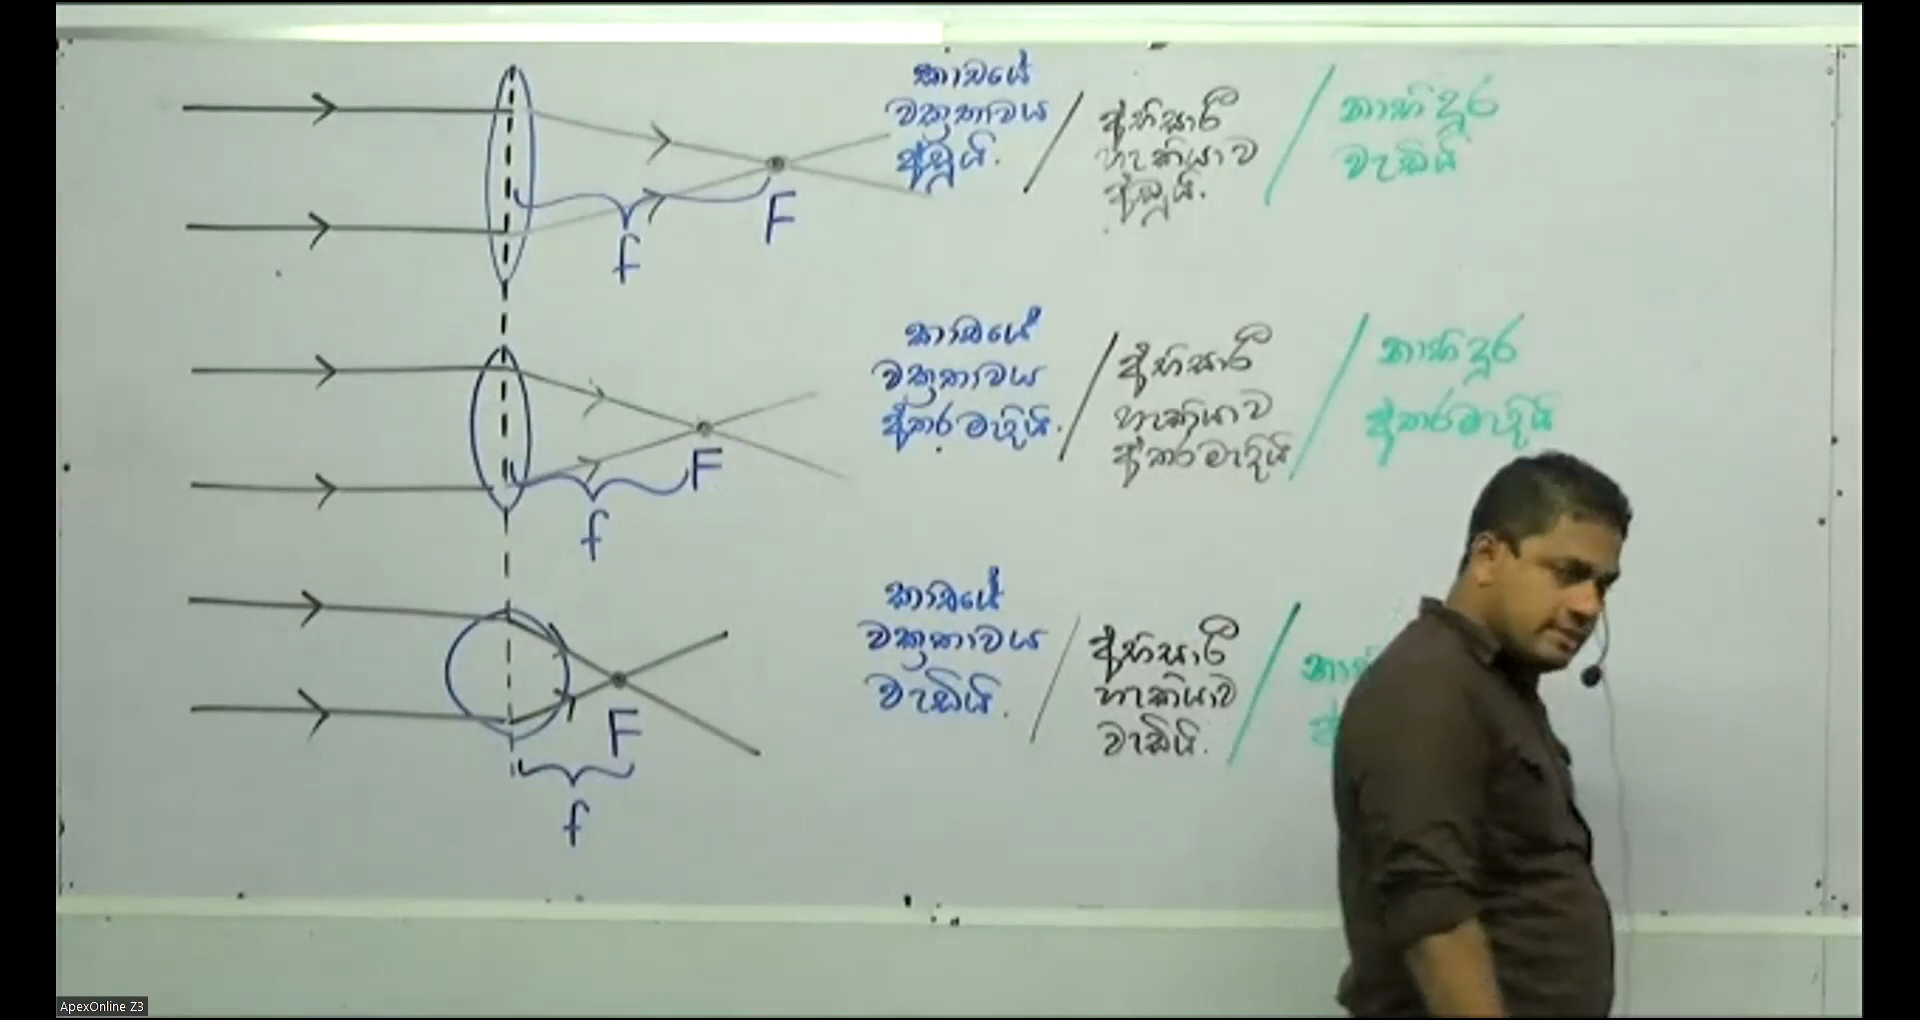 කාචයේ
වක්‍රතාවය
අඩුයි.
අභිසාරී
හැකියාව
අඩුයි.
නාභි දුර
වැඩියි
F
f
කාචයේ
වක්‍රතාවය
අතරමැදියි.
අභිසාරී
හැකියාව
අතරමැදියි
නාභි දුර
අතරමැදියි
F
f
කාචයේ
වක්‍රතාවය
වැඩියි.
අභිසාරී
හැකියාව
වැඩියි.
F
f
ApexOnline Z3